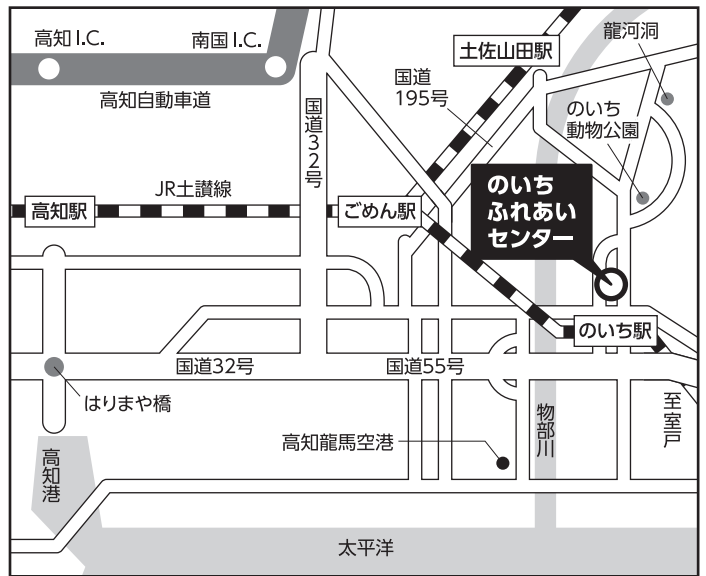 高知I.C.
南国I.C.
高知自動車道
国道32号
国道
195号
土佐山田駅
龍河洞
のいち
動物公園
JR土讃線
高知駅
ごめん駅
のいち
ふれあい
センター
のいち駅
国道32号
国道55号
はりまや橋
高知龍馬空港
物部川
至室戸
高知港
太平洋